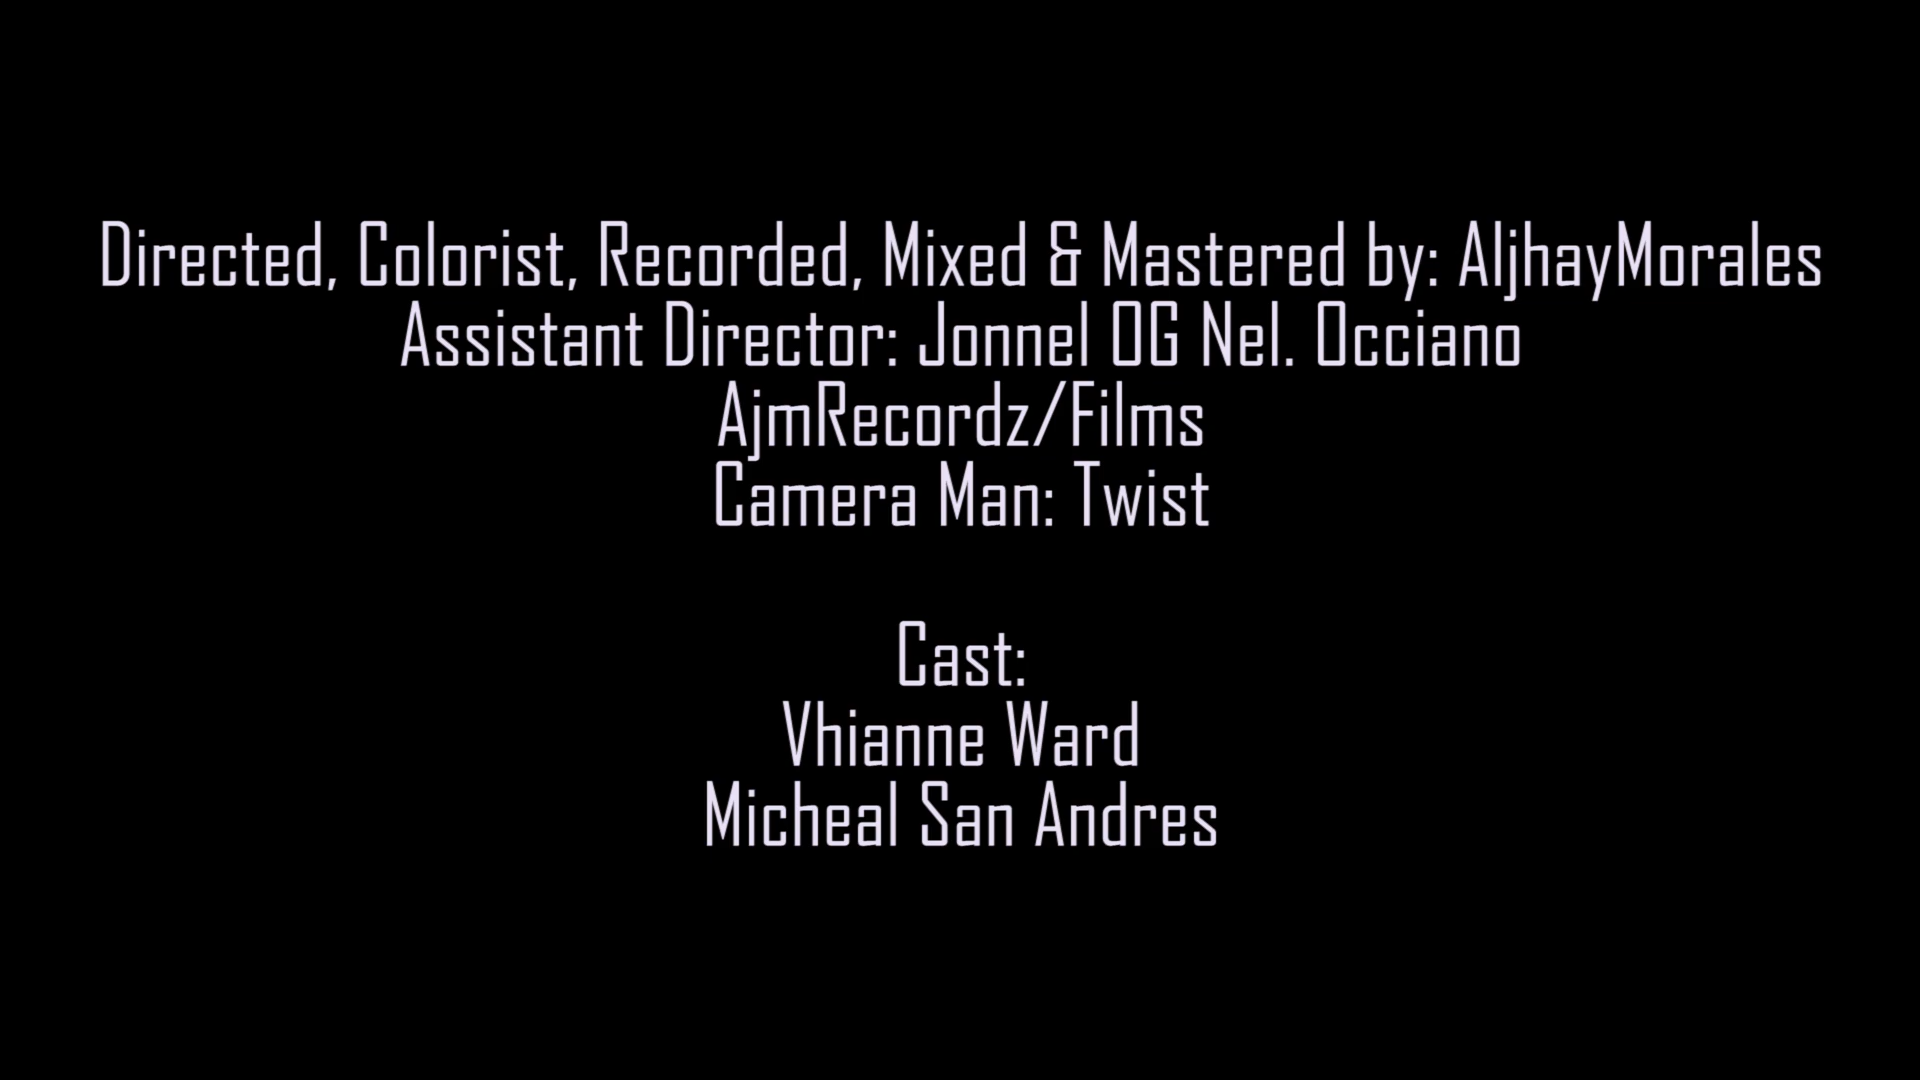 Directed, Colorist, Recorded, Mixed & Mastered by: AljhayMorales
Assistant Director: Jonnel OG Nel. Occiano
AjmRecordz/Films
Camera Man: Twist
Cast:
Vhianne Ward
Micheal San Andres